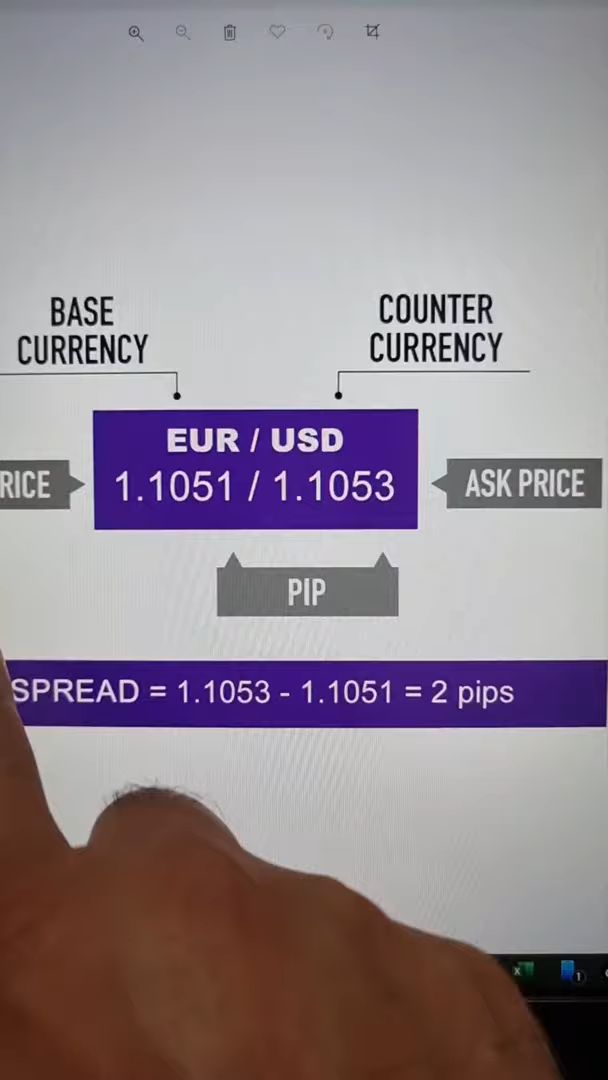 BASE
CURRENCY
COUNTER
CURRENCY
EUR / USD
RICE
1.1051 / 1.1053
ASK PRICE
PIP
SPREAD = 1.1053 - 1.1051 = 2 pips